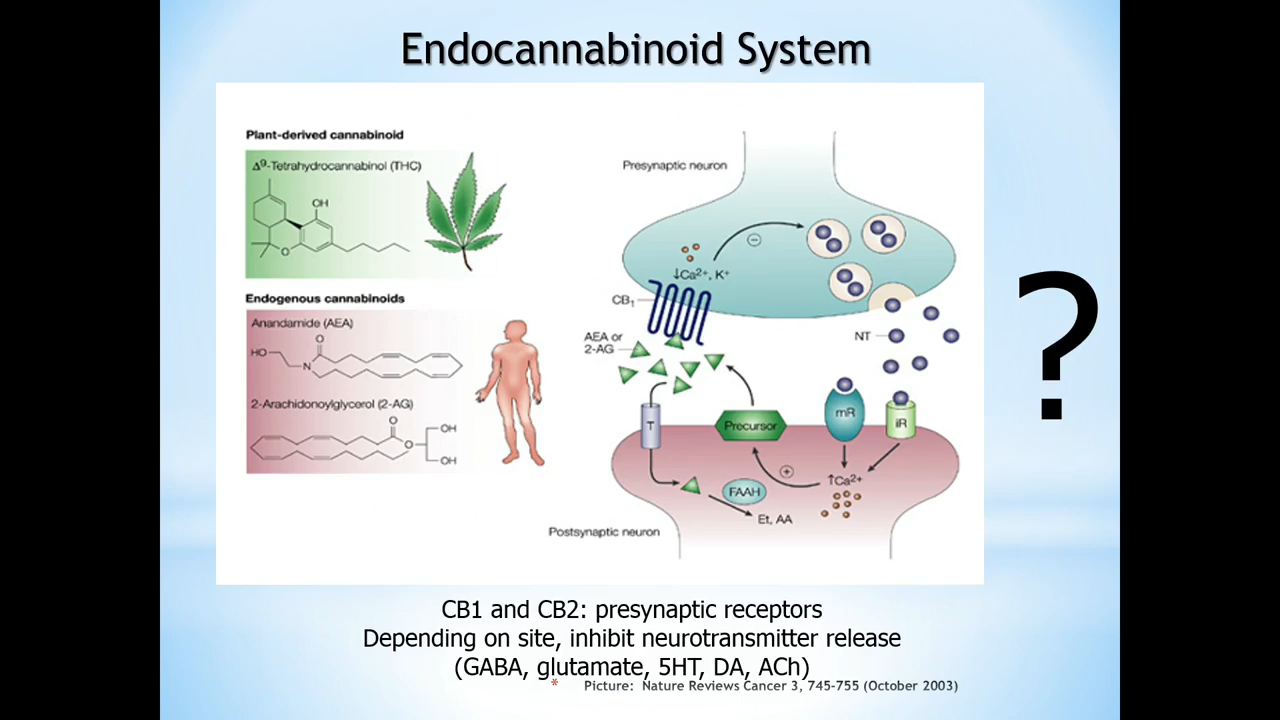 Endocannabinoid System
Plant-derived cannabinoid
Δ9-Tetrahydrocannabinol (THC)
OH
O
Endogenous cannabinoids
Anandamide (AEA)
O
HO
N
2-Arachidonoylglycerol (2-AG)
O
OH
O
OH
Presynaptic neuron
−
↓Ca2+, K+
CB1
AEA or
2-AG
NT
T
Precursor
mR
iR
+
↑Ca2+
FAAH
Et, AA
Postsynaptic neuron
?
CB1 and CB2: presynaptic receptors
Depending on site, inhibit neurotransmitter release
(GABA, glutamate, 5HT, DA, ACh)
* Picture: Nature Reviews Cancer 3, 745-755 (October 2003)